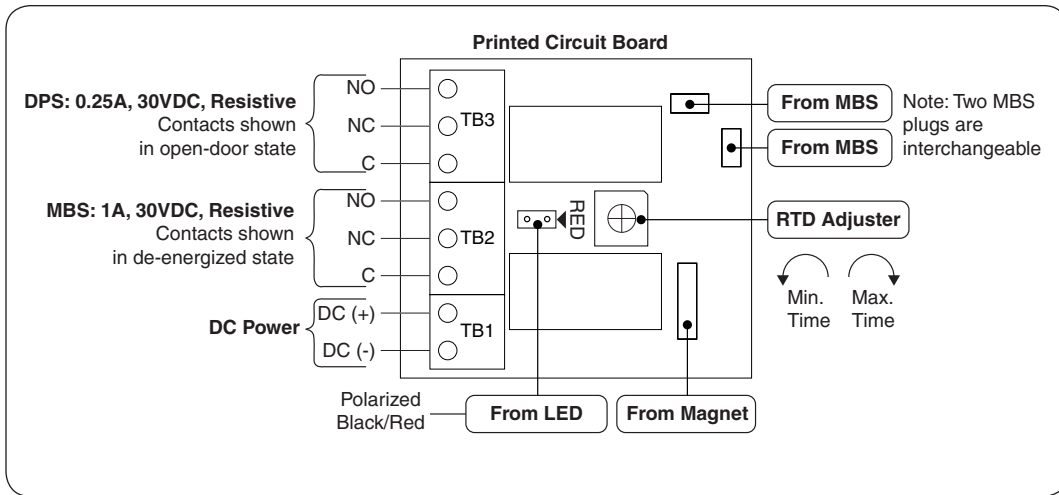 Printed Circuit Board
DPS: 0.25A, 30VDC, Resistive
Contacts shown
in open-door state
NO
NC
C
TB3
MBS: 1A, 30VDC, Resistive
Contacts shown
in de-energized state
NO
NC
C
TB2
DC Power
DC (+)
DC (-)
TB1
RED
From MBS
From MBS
Note: Two MBS
plugs are
interchangeable
RTD Adjuster
Min.
Time
Max.
Time
Polarized
Black/Red
From LED
From Magnet